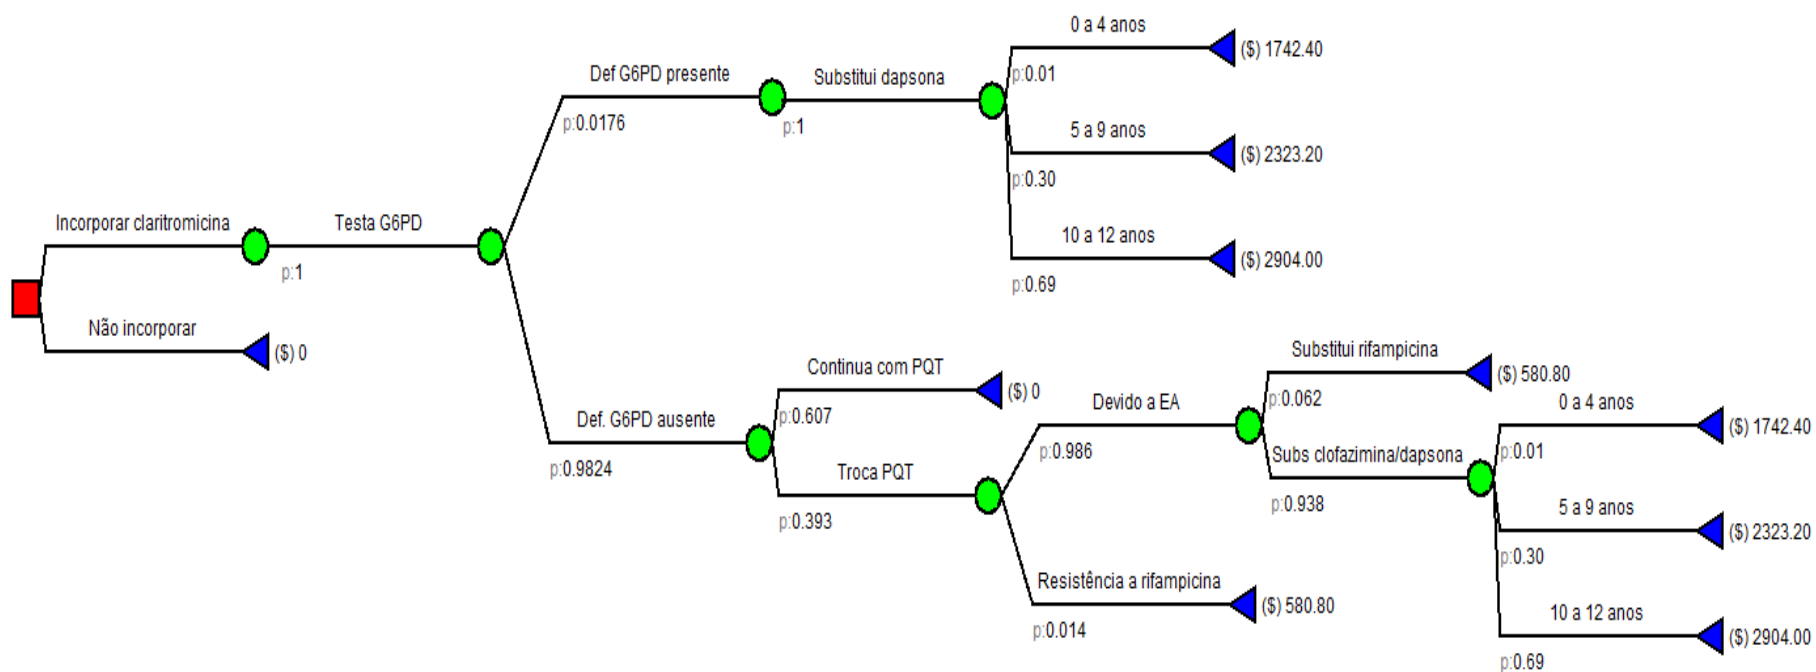 0 a 4 anos
($) 1742.40
p:0.01
Def G6PD presente
Substitui dapsona
p:0.0176
p:1
5 a 9 anos
($) 2323.20
p:0.30
10 a 12 anos
($) 2904.00
p:0.69
Incorporar claritromicina
Testa G6PD
p:1
Não incorporar
($) 0
Continua com PQT
($) 0
p:0.607
Def. G6PD ausente
p:0.9824
Troca PQT
p:0.393
Devido a EA
p:0.986
Substitui rifampicina
($) 580.80
p:0.062
Subs clofazimina/dapsona
p:0.938
0 a 4 anos
($) 1742.40
p:0.01
5 a 9 anos
($) 2323.20
p:0.30
10 a 12 anos
($) 2904.00
p:0.69
Resistência a rifampicina
($) 580.80
p:0.014